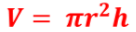 V = πr²h